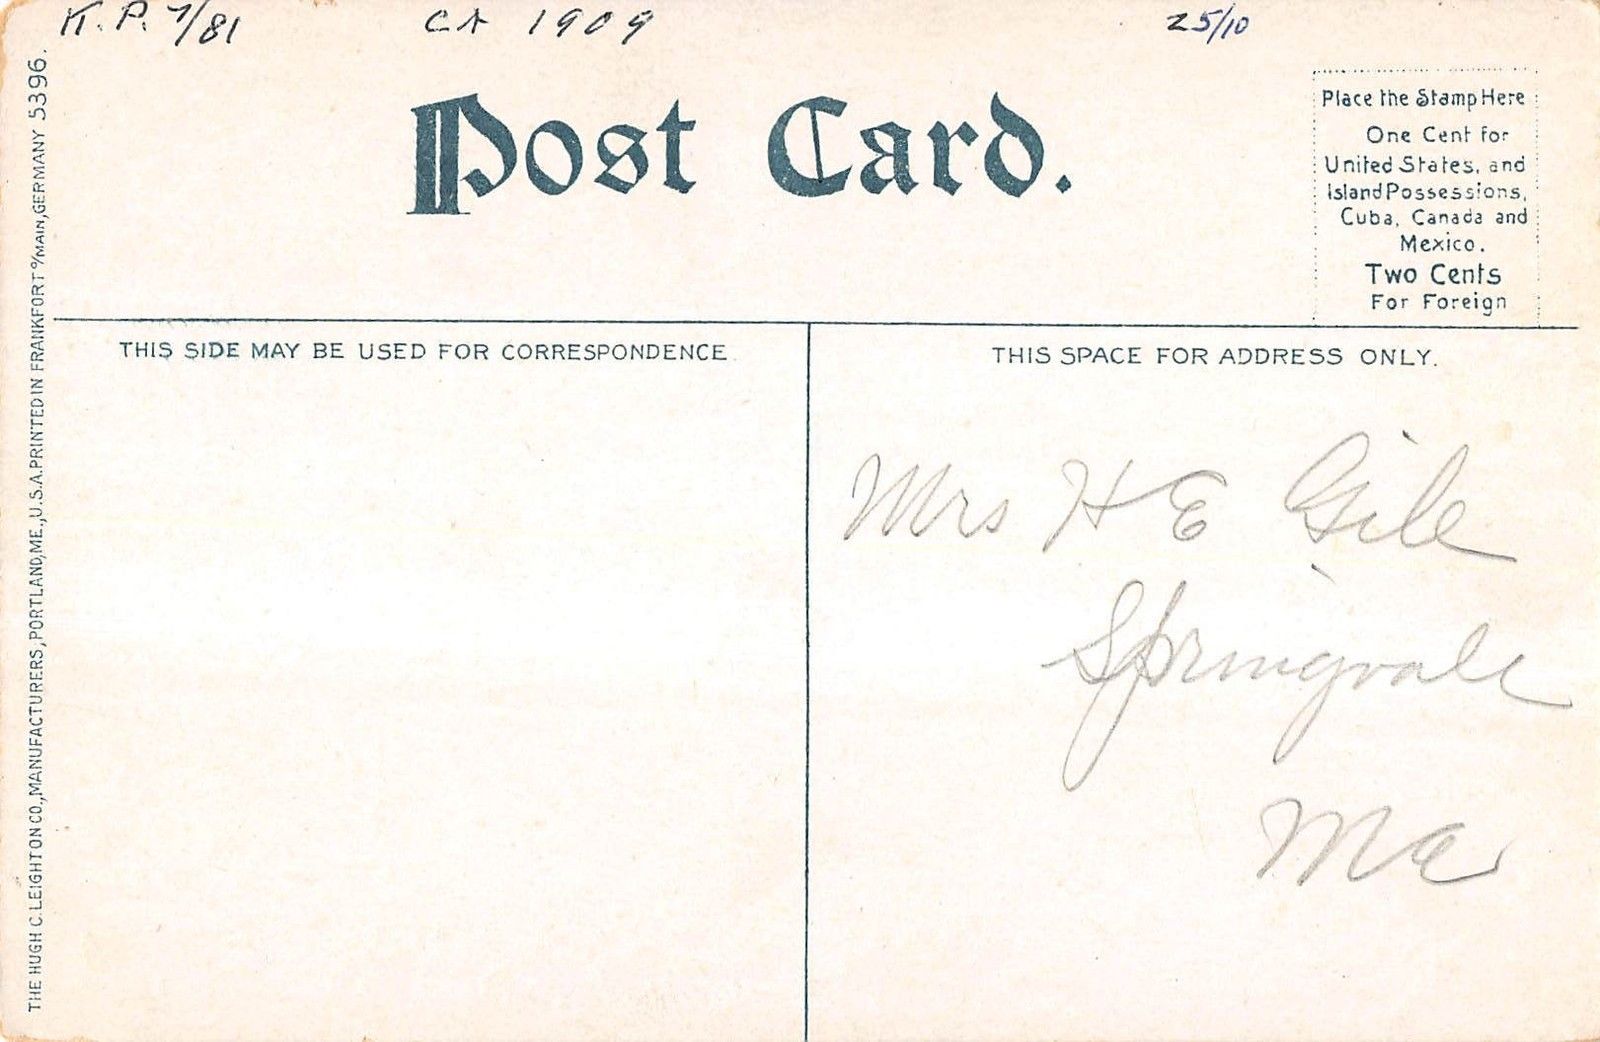 K.P. 7/81 CA 1909 25/10
Post Card.
Place the Stamp Here
One Cent for
United States, and
Island Possessions,
Cuba, Canada and
Mexico.
Two Cents
For Foreign
THIS SIDE MAY BE USED FOR CORRESPONDENCE
THIS SPACE FOR ADDRESS ONLY.
Mrs H E Gile
Springvale
Me
THE HUGH C. LEIGHTON CO., MANUFACTURERS, PORTLAND, ME., U.S.A. PRINTED IN FRANKFORT o/MAIN, GERMANY 5396.